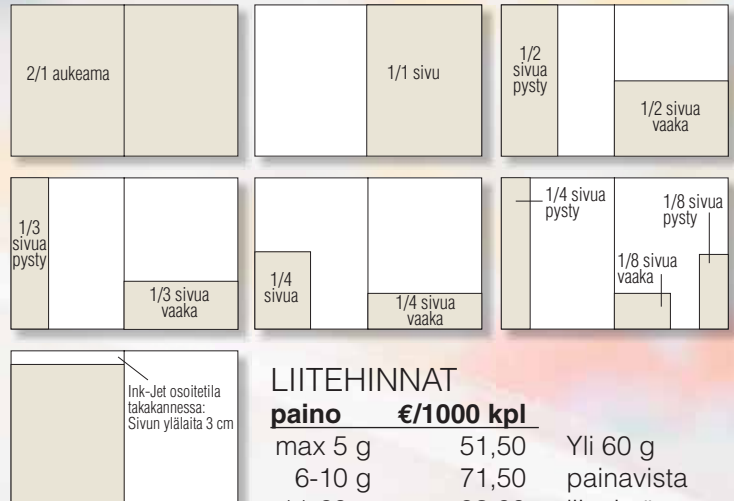 2/1 aukeama
1/1 sivu
1/2
sivua
pysty
1/2 sivua
vaaka
1/3
sivua
pysty
1/3 sivua
vaaka
1/4
sivua
1/4 sivua
vaaka
1/4 sivua
pysty
1/8 sivua
pysty
1/8 sivua
vaaka
Ink-Jet osoitetila
takakannessa:
Sivun ylälaita 3 cm
LIITEHINNAT
paino €/1000 kpl
max 5 g 51,50 Yli 60 g
6-10 g 71,50 painavista